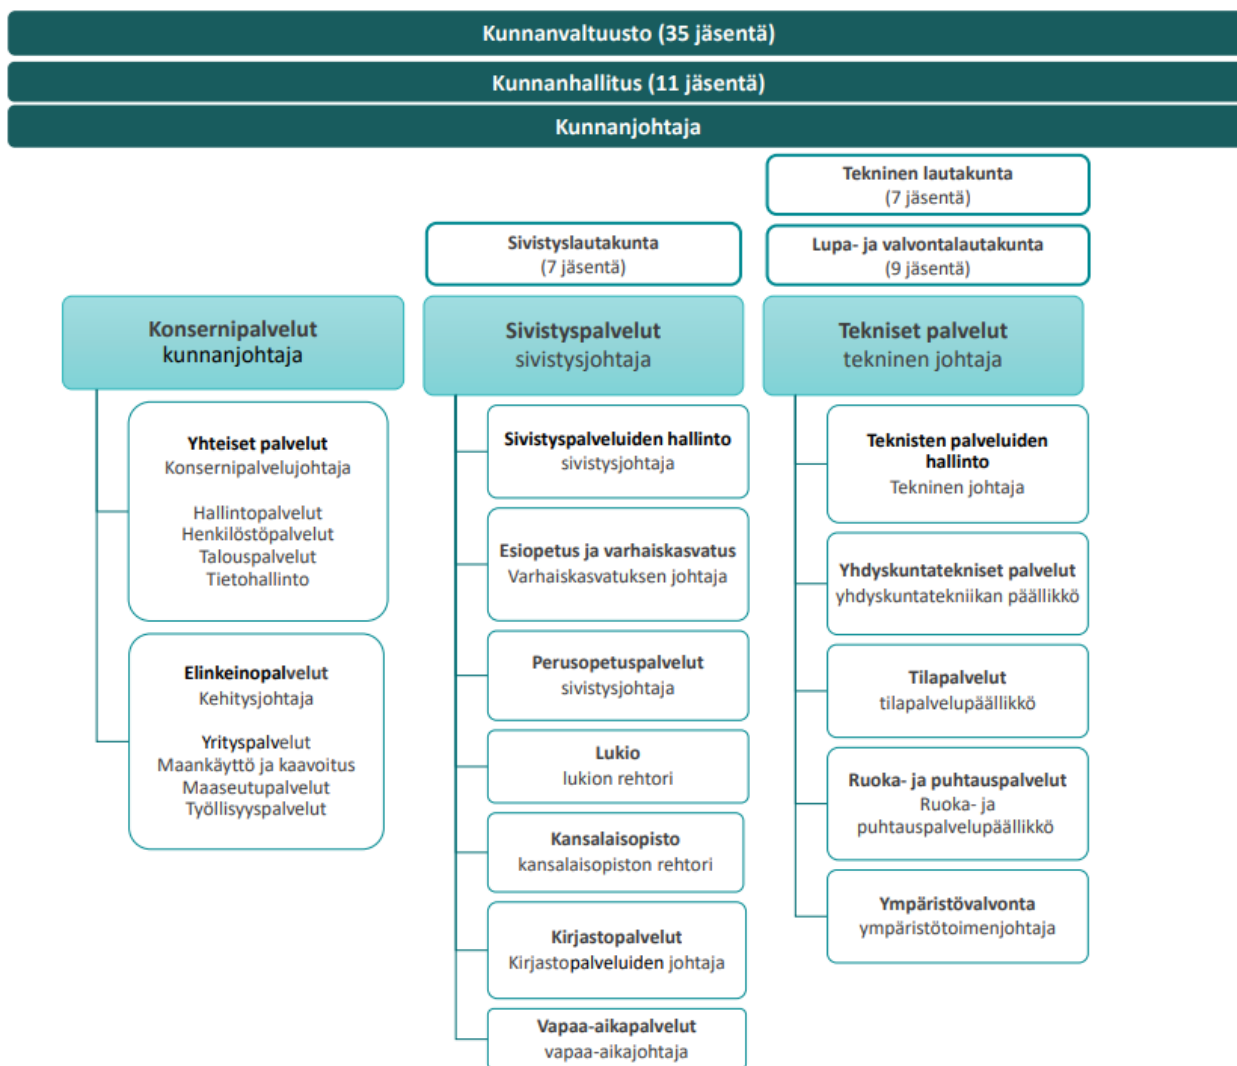 Kunnanvaltuusto (35 jäsentä)
Kunnanhallitus (11 jäsentä)
Kunnanjohtaja
Tekninen lautakunta
(7 jäsentä)
Sivistyslautakunta
(7 jäsentä)
Lupa- ja valvontalautakunta
(9 jäsentä)
Konsernipalvelut
kunnanjohtaja
Yhteiset palvelut
Konsernipalvelujohtaja
Hallintopalvelut
Henkilöstöpalvelut
Talouspalvelut
Tietohallinto
Elinkeinopalvelut
Kehitysjohtaja
Yrityspalvelut
Maankäyttö ja kaavoitus
Maaseutupalvelut
Työllisyyspalvelut
Sivistyspalvelut
sivistysjohtaja
Sivistyspalveluiden hallinto
sivistysjohtaja
Esiopetus ja varhaiskasvatus
Varhaiskasvatuksen johtaja
Perusopetuspalvelut
sivistysjohtaja
Lukio
lukion rehtori
Kansalaisopisto
kansalaisopiston rehtori
Kirjastopalvelut
Kirjastopalveluiden johtaja
Vapaa-aikapalvelut
vapaa-aikajohtaja
Tekniset palvelut
tekninen johtaja
Teknisten palveluiden
hallinto
Tekninen johtaja
Yhdyskuntatekniset palvelut
yhdyskuntatekniikan päällikkö
Tilapalvelut
tilapalvelupäällikkö
Ruoka- ja puhtauspalvelut
Ruoka- ja
puhtauspalvelupäällikkö
Ympäristövalvonta
ympäristötoimenjohtaja